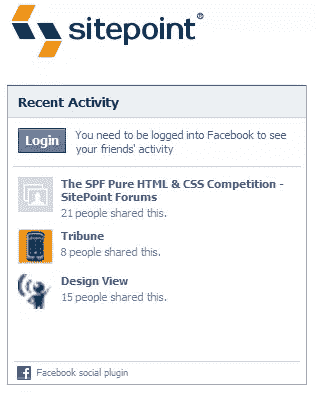 sitepoint®
Recent Activity
Login
You need to be logged into Facebook to see
your friends' activity
The SPF Pure HTML & CSS Competition -
SitePoint Forums
21 people shared this.
Tribune
8 people shared this.
Design View
15 people shared this.
Facebook social plugin